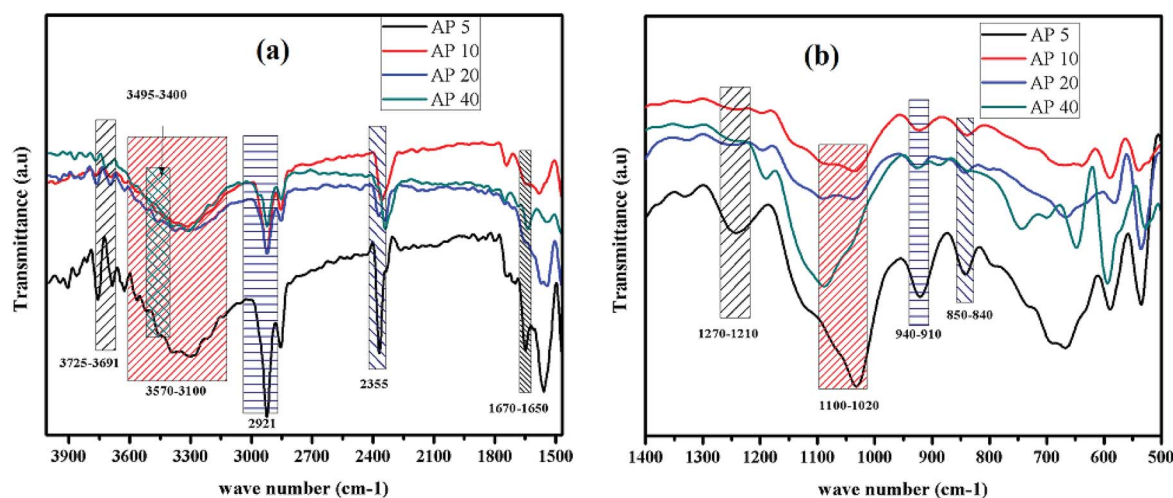 (a)
AP 5
AP 10
AP 20
AP 40
3495-3400
3725-3691
3570-3100
2921
2355
1670-1650
Transmittance (a.u)
3900 3600 3300 3000 2700 2400 2100 1800 1500
wave number (cm-1)
(b)
AP 5
AP 10
AP 20
AP 40
1270-1210
1100-1020
940-910
850-840
Transmittance (a.u)
1400 1300 1200 1100 1000 900 800 700 600 500
wave number (cm-1)